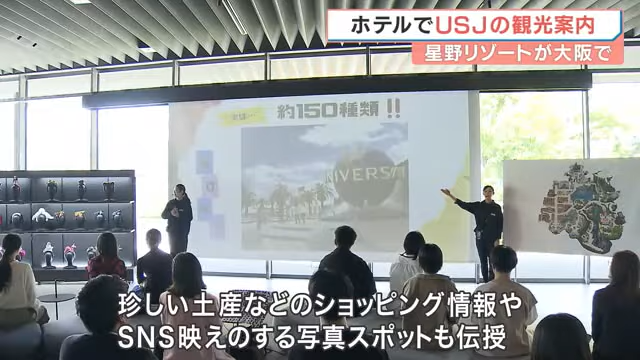 ホテルでUSJの観光案内
星野リゾートが大阪で
約150種類!!
UNIVERS
珍しい土産などのショッピング情報や
SNS映えのする写真スポットも伝授